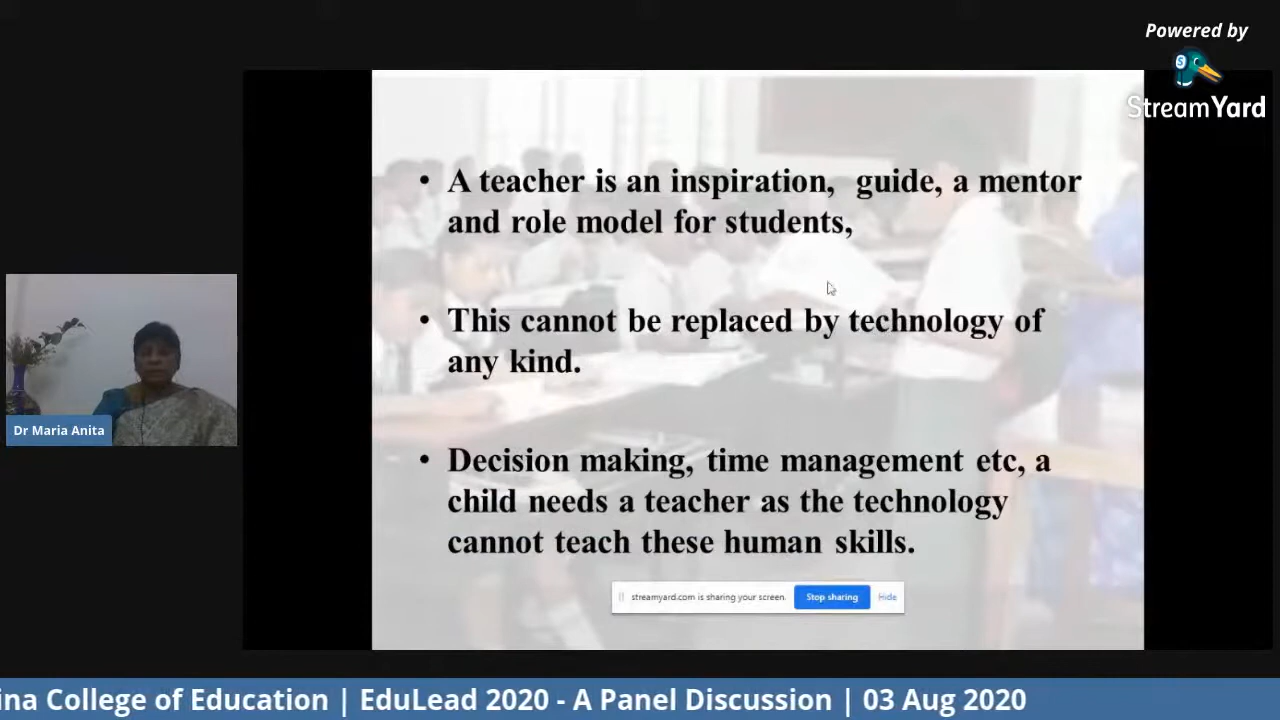 Powered by
StreamYard
• A teacher is an inspiration, guide, a mentor
and role model for students,
• This cannot be replaced by technology of
any kind.
• Decision making, time management etc, a
child needs a teacher as the technology
cannot teach these human skills.
Dr Maria Anita
streamyard.com is sharing your screen. Stop sharing Hide
ina College of Education | EduLead 2020 - A Panel Discussion | 03 Aug 2020